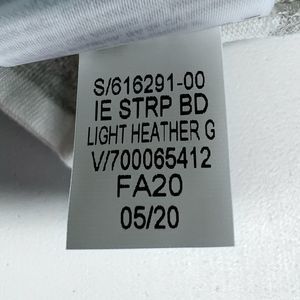 S/616291-00
IE STRP BD
LIGHT HEATHER G
V/700065412
FA20
05/20